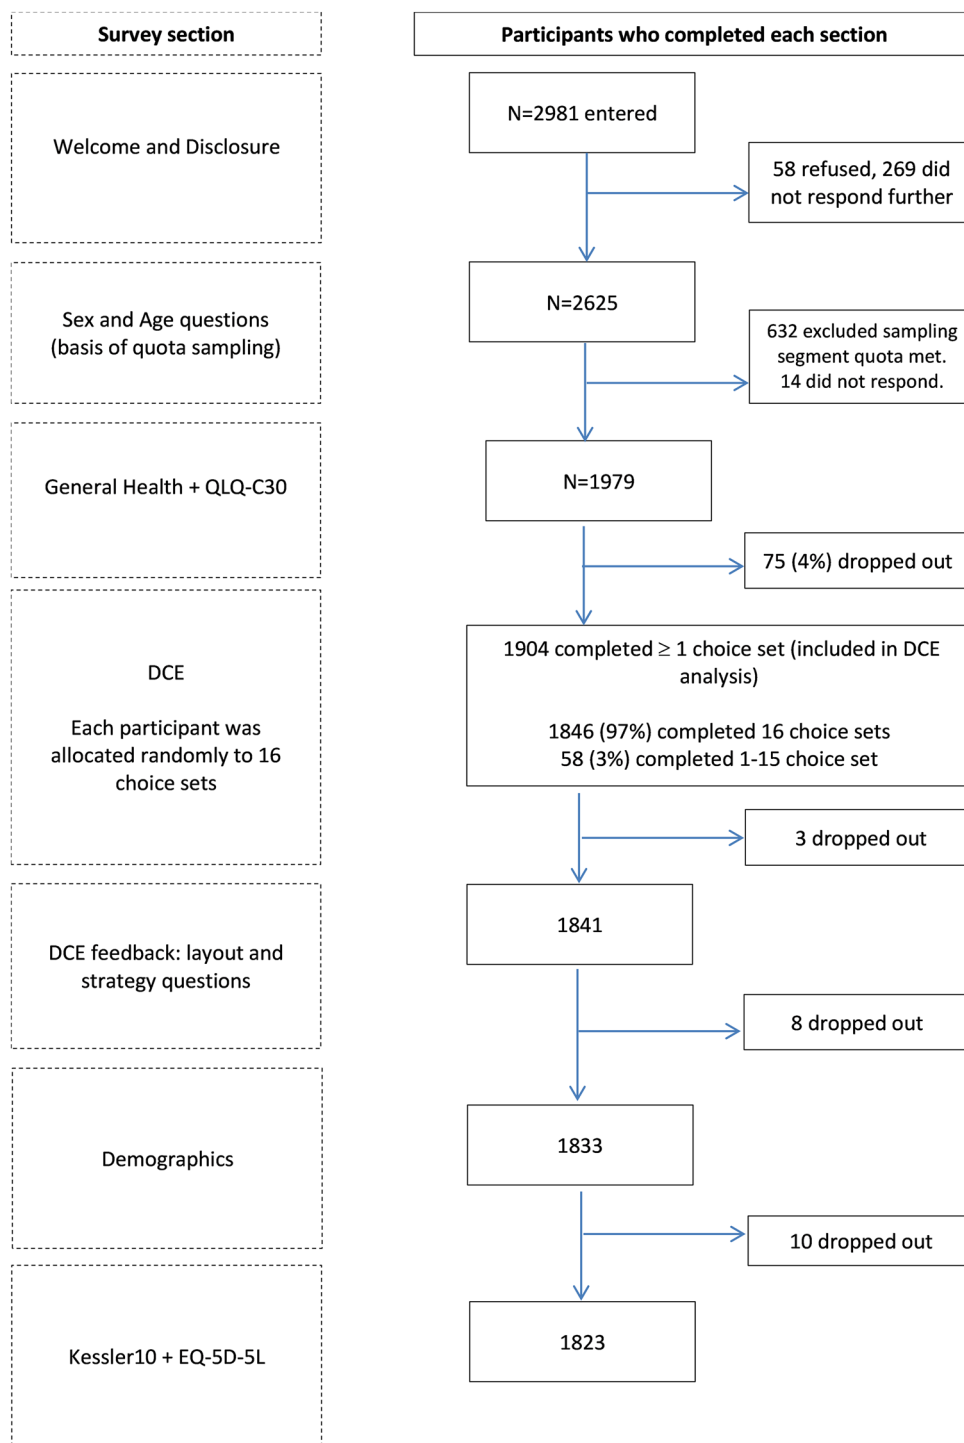 Survey section
Participants who completed each section
Welcome and Disclosure
N=2981 entered
58 refused, 269 did
not respond further
Sex and Age questions
(basis of quota sampling)
N=2625
632 excluded sampling
segment quota met.
14 did not respond.
General Health + QLQ-C30
N=1979
75 (4%) dropped out
DCE
Each participant was
allocated randomly to 16
choice sets
1904 completed ≥ 1 choice set (included in DCE
analysis)
1846 (97%) completed 16 choice sets
58 (3%) completed 1-15 choice set
3 dropped out
DCE feedback: layout and
strategy questions
1841
8 dropped out
Demographics
1833
10 dropped out
Kessler10 + EQ-5D-5L
1823